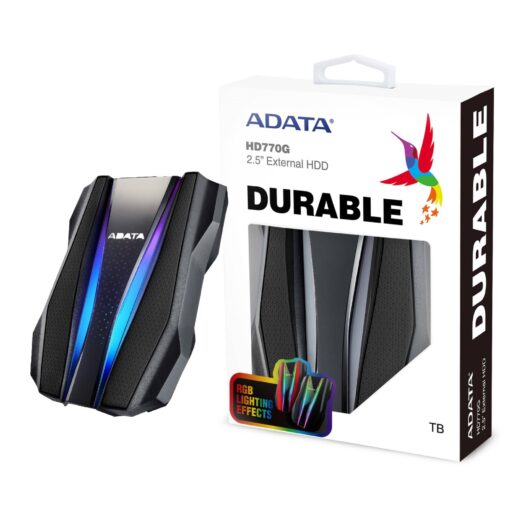 ADATA
ADATA®
HD770G
2.5" External HDD
DURABLE
RGB
LIGHTING
EFFECTS
TB
DURABLE
ADATA
HD770G
2.5" External HDD